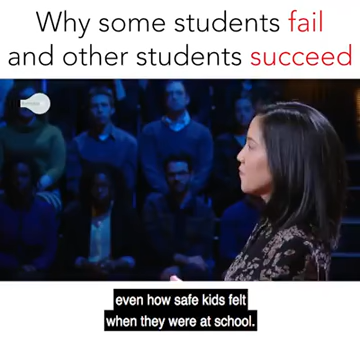 Why some students fail
and other students succeed
even how safe kids felt
when they were at school.